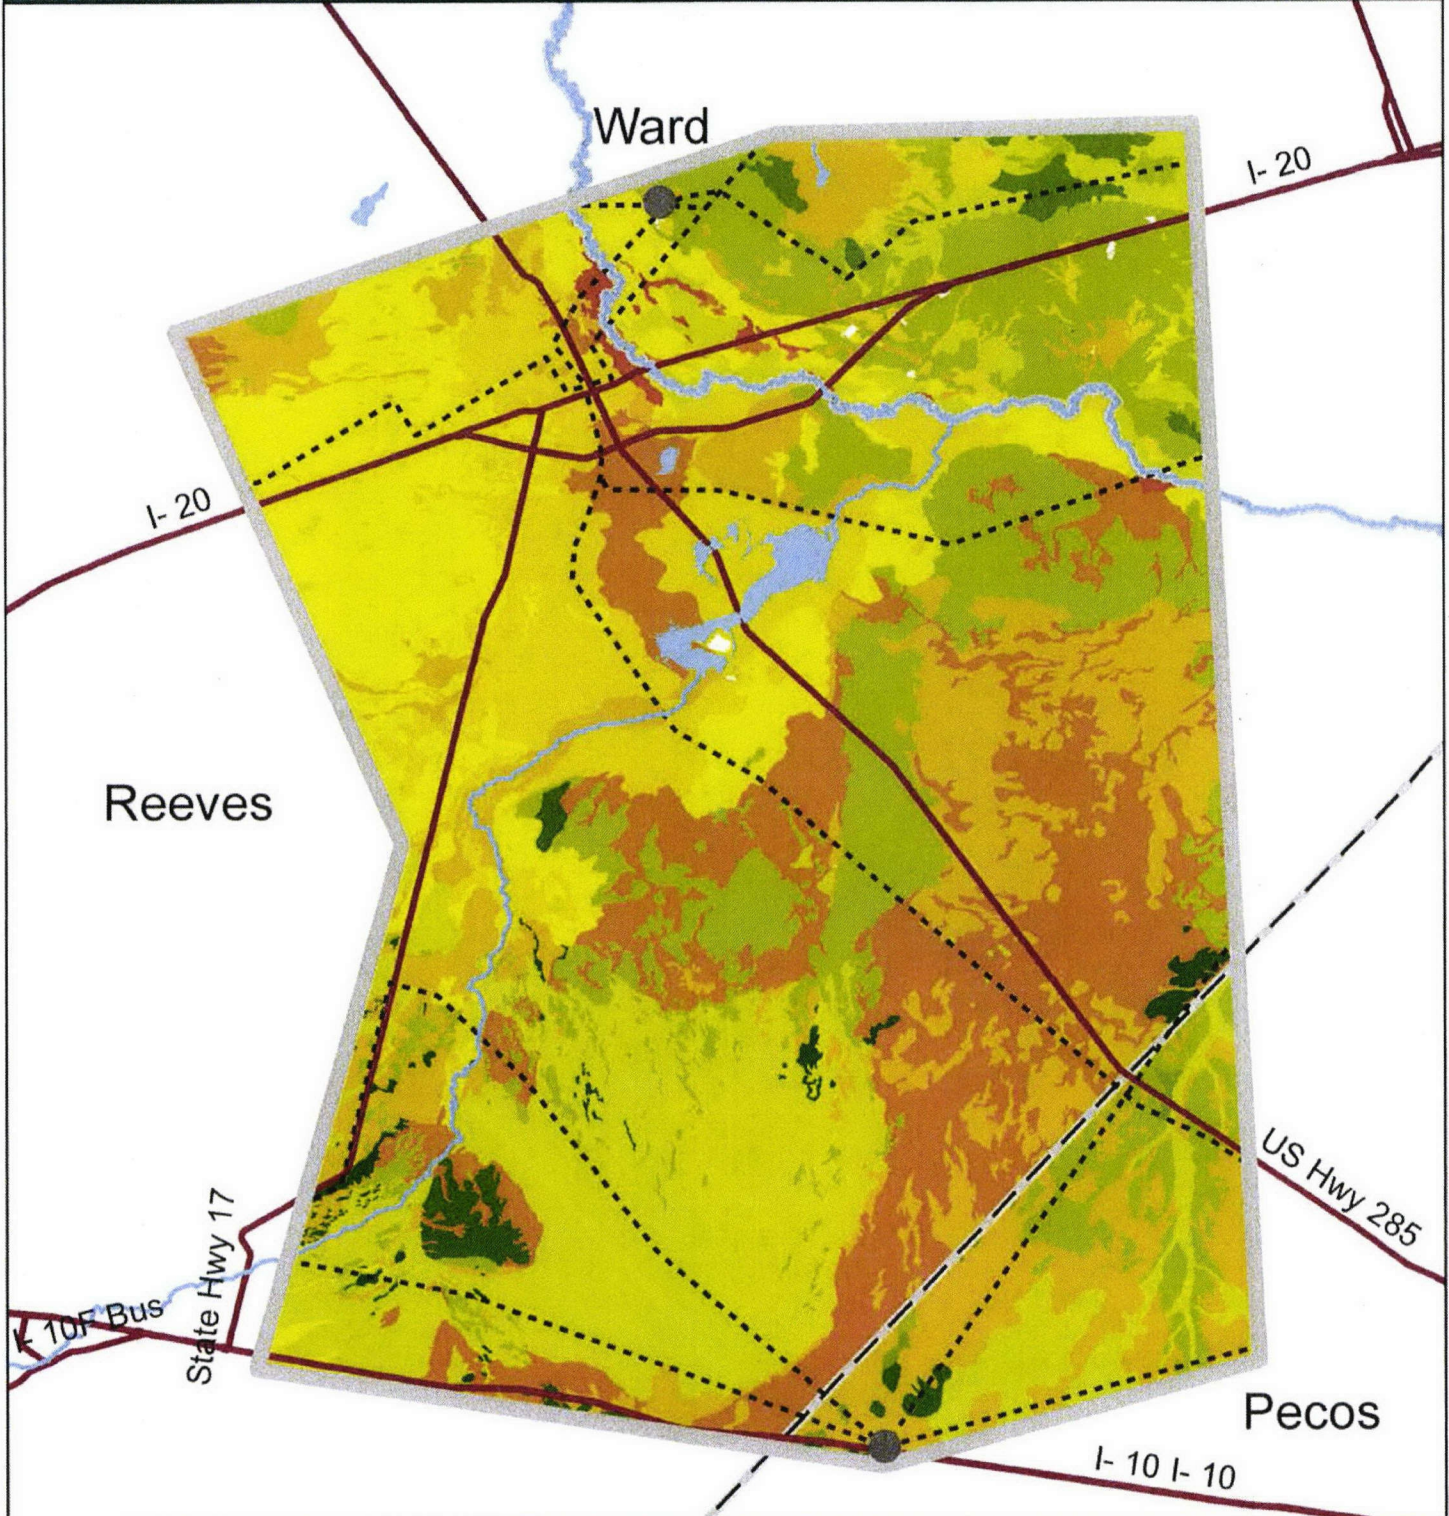 Ward
I- 20
I- 20
Reeves
US Hwy 285
State Hwy 17
I- 10F Bus
Pecos
I- 10 I- 10